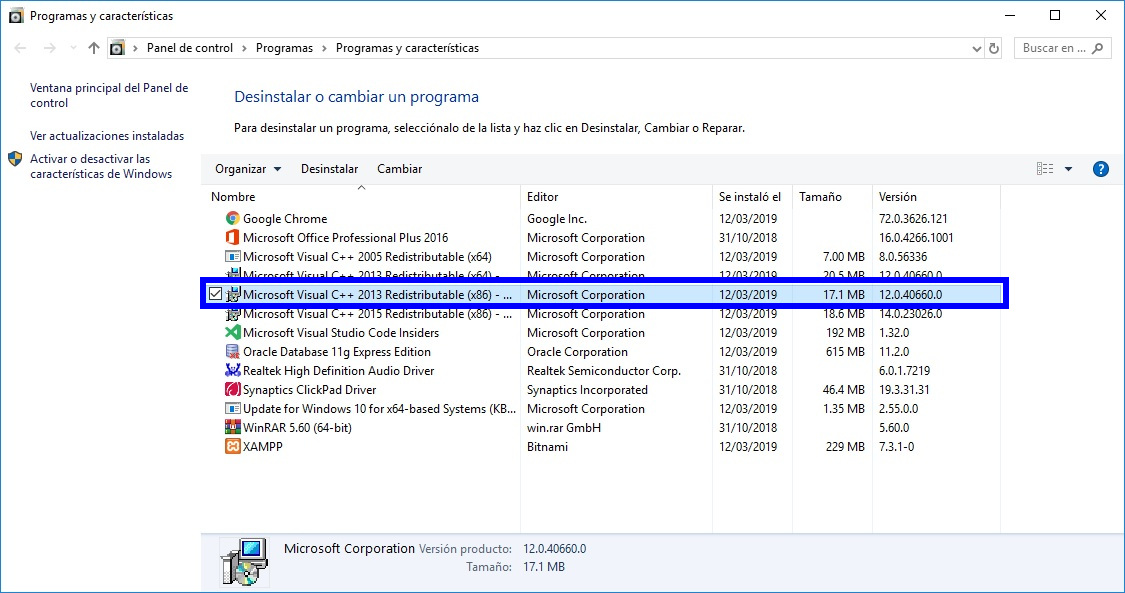 Programas y características
Panel de control > Programas > Programas y características
Buscar en ...
Ventana principal del Panel de
control
Ver actualizaciones instaladas
Activar o desactivar las
características de Windows
Desinstalar o cambiar un programa
Para desinstalar un programa, selecciónalo de la lista y haz clic en Desinstalar, Cambiar o Reparar.
Organizar Desinstalar Cambiar
Nombre Editor Se instaló el Tamaño Versión
Google Chrome Google Inc. 12/03/2019 72.0.3626.121
Microsoft Office Professional Plus 2016 Microsoft Corporation 31/10/2018 16.0.4266.1001
Microsoft Visual C++ 2005 Redistributable (x64) Microsoft Corporation 12/03/2019 7.00 MB 8.0.56336
Microsoft Visual C++ 2013 Redistributable (x64) - Microsoft Corporation 12/03/2019 20.5 MB 12.0.40660.0
Microsoft Visual C++ 2013 Redistributable (x86) - ... Microsoft Corporation 12/03/2019 17.1 MB 12.0.40660.0
Microsoft Visual C++ 2015 Redistributable (x86) - ... Microsoft Corporation 12/03/2019 18.6 MB 14.0.23026.0
Microsoft Visual Studio Code Insiders Microsoft Corporation 12/03/2019 192 MB 1.32.0
Oracle Database 11g Express Edition Oracle Corporation 12/03/2019 615 MB 11.2.0
Realtek High Definition Audio Driver Realtek Semiconductor Corp. 31/10/2018 6.0.1.7219
Synaptics ClickPad Driver Synaptics Incorporated 31/10/2018 46.4 MB 19.3.31.31
Update for Windows 10 for x64-based Systems (KB... Microsoft Corporation 12/03/2019 1.35 MB 2.55.0.0
WinRAR 5.60 (64-bit) win.rar GmbH 31/10/2018 5.60.0
XAMPP Bitnami 12/03/2019 229 MB 7.3.1-0
Microsoft Corporation Versión producto: 12.0.40660.0
Tamaño: 17.1 MB